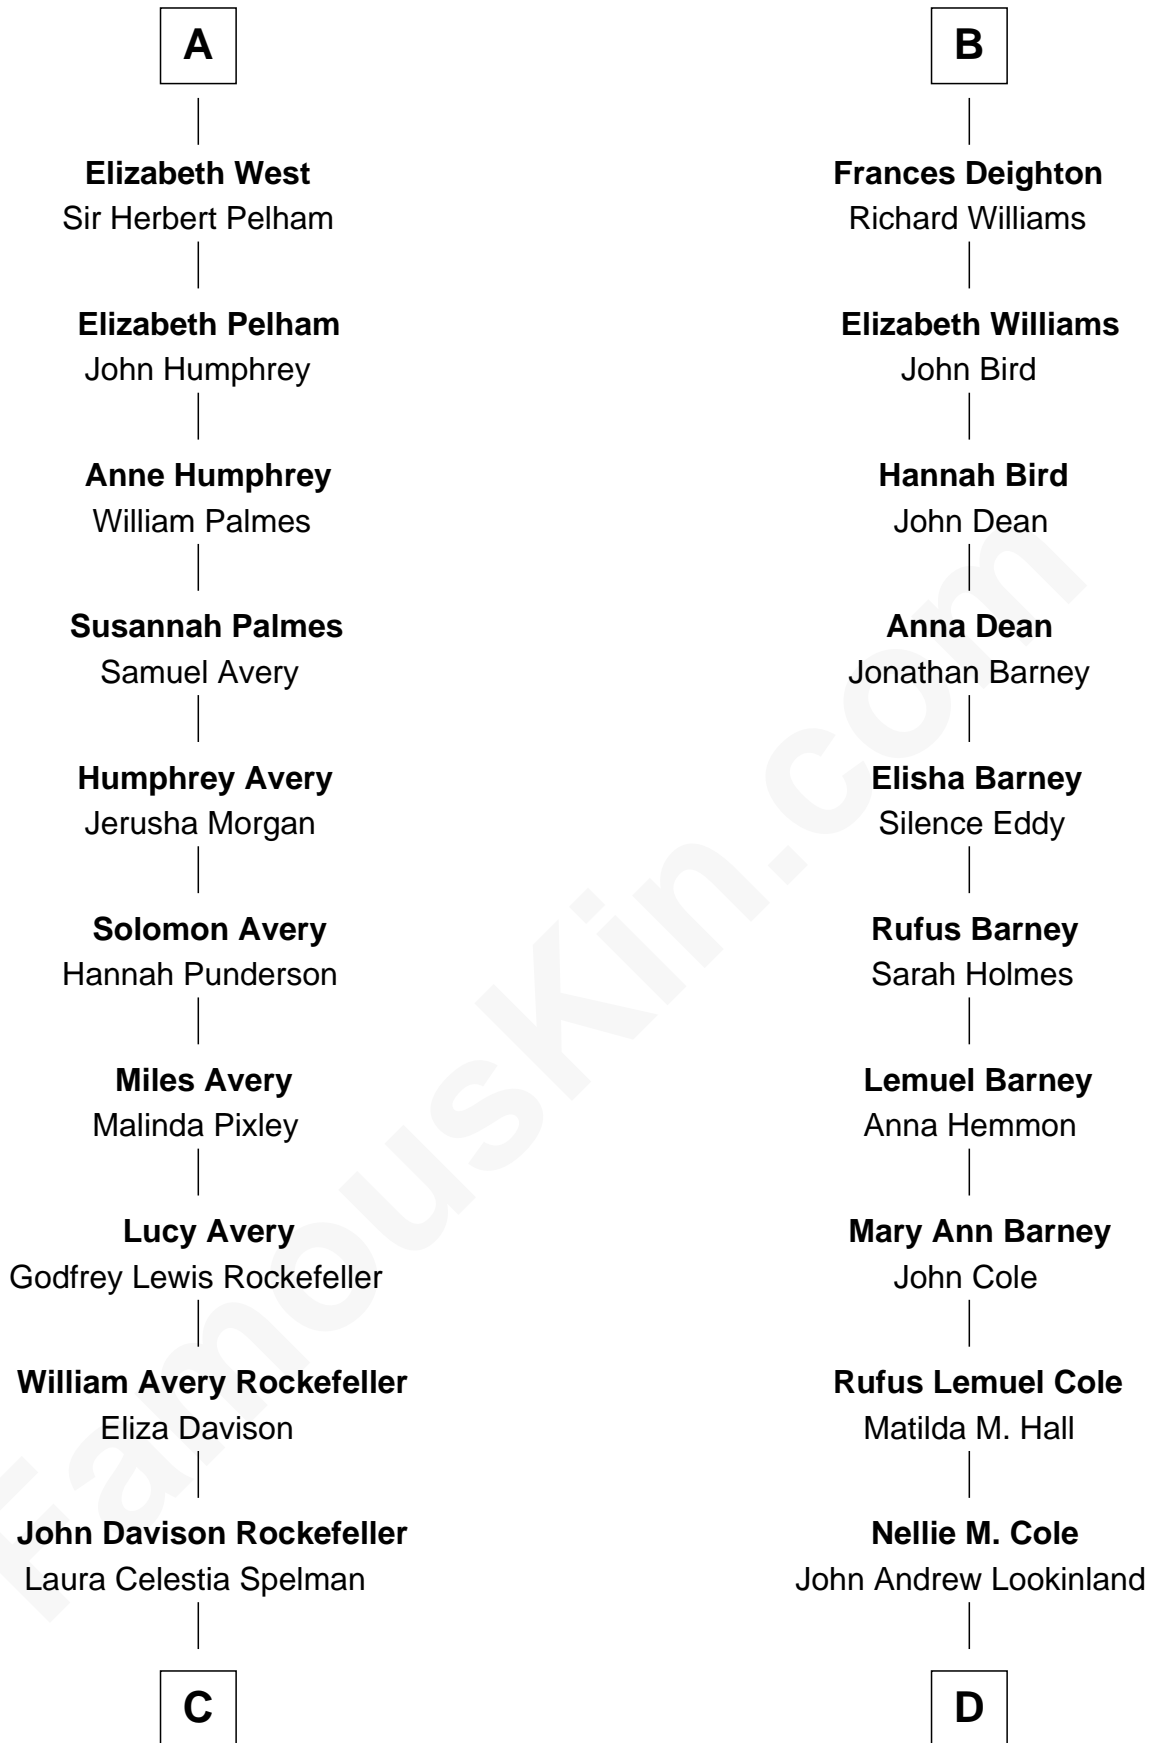 A
Elizabeth West
Sir Herbert Pelham
Elizabeth Pelham
John Humphrey
Anne Humphrey
William Palmes
Susannah Palmes
Samuel Avery
Humphrey Avery
Jerusha Morgan
Solomon Avery
Hannah Punderson
Miles Avery
Malinda Pixley
Lucy Avery
Godfrey Lewis Rockefeller
William Avery Rockefeller
Eliza Davison
John Davison Rockefeller
Laura Celestia Spelman
C
B
Frances Deighton
Richard Williams
Elizabeth Williams
John Bird
Hannah Bird
John Dean
Anna Dean
Jonathan Barney
Elisha Barney
Silence Eddy
Rufus Barney
Sarah Holmes
Lemuel Barney
Anna Hemmon
Mary Ann Barney
John Cole
Rufus Lemuel Cole
Matilda M. Hall
Nellie M. Cole
John Andrew Lookinland
D
FamousKin.com